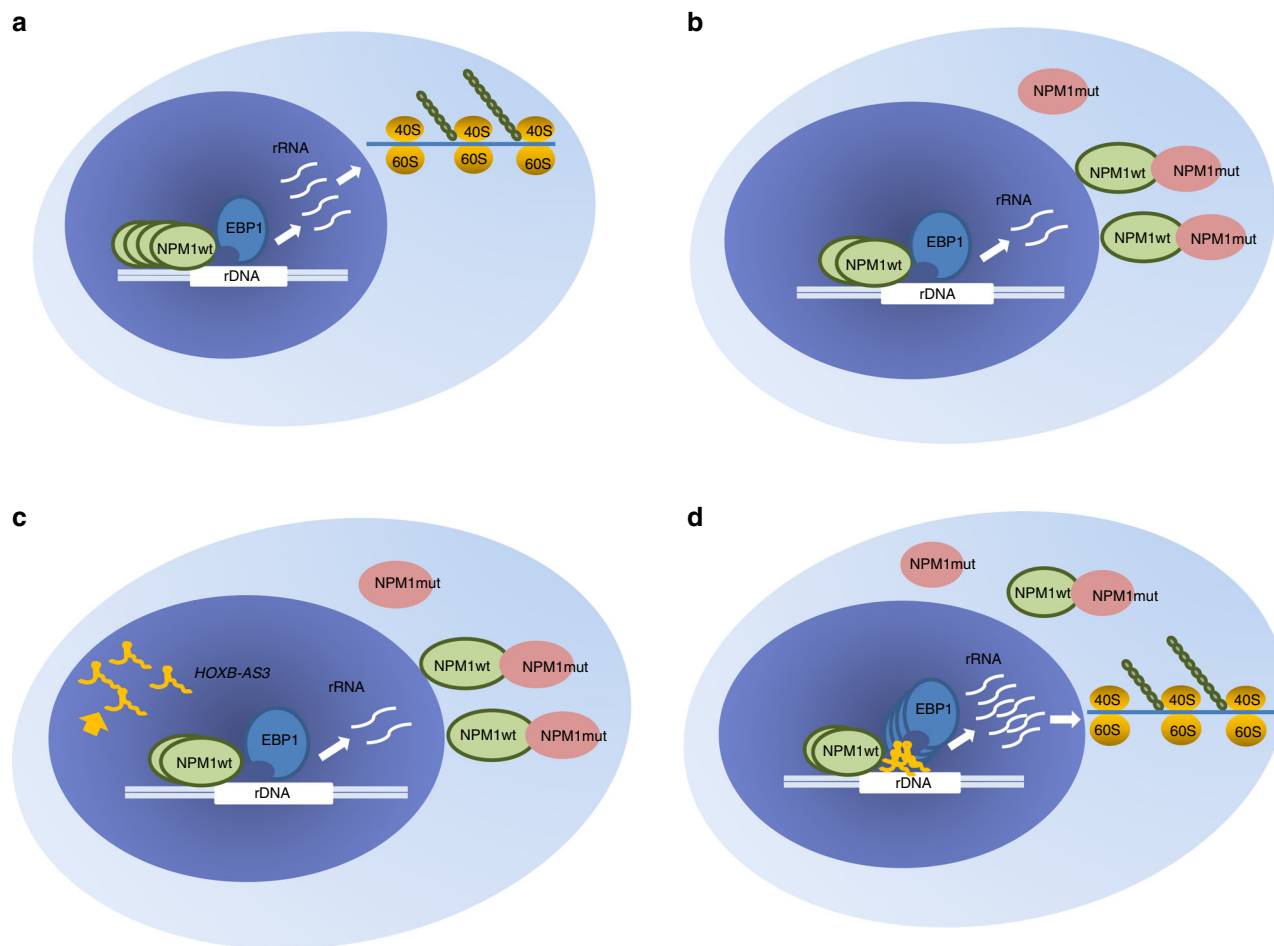 a
40S
40S
40S
60S
60S
60S
rRNA
EBP1
NPM1wt
rDNA
b
NPM1mut
NPM1wt
NPM1mut
rRNA
NPM1wt
NPM1mut
EBP1
NPM1wt
rDNA
c
NPM1mut
HOXB-AS3
NPM1wt
NPM1mut
rRNA
NPM1wt
NPM1mut
EBP1
NPM1wt
rDNA
d
NPM1mut
NPM1wt
NPM1mut
rRNA
40S
40S
40S
60S
60S
60S
EBP1
NPM1wt
rDNA